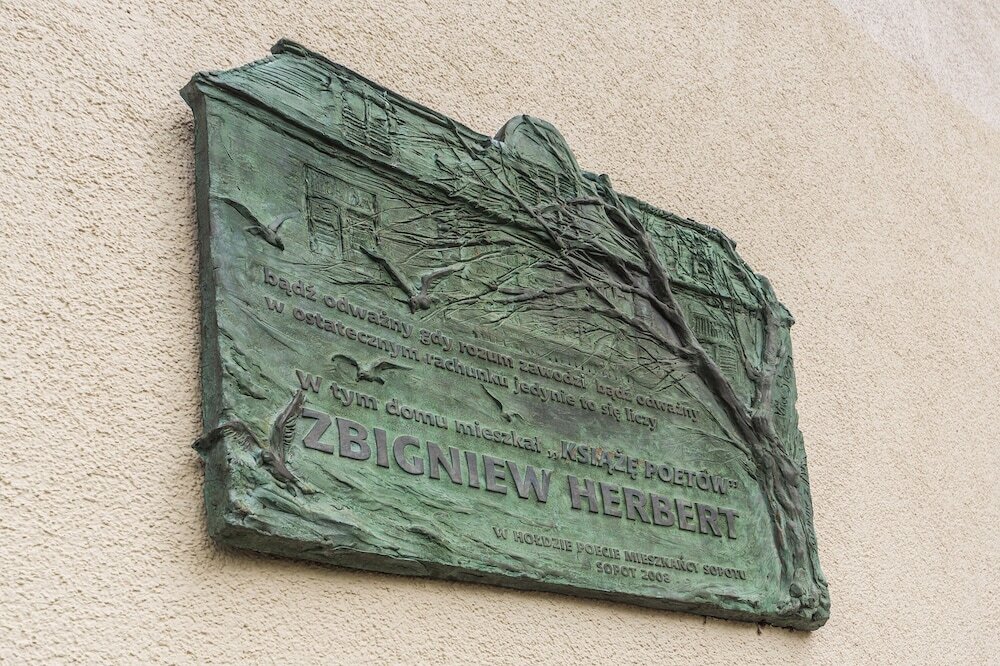 bądź odważny gdy rozum zawodzi bądź odważny
w ostatecznym rachunku jedynie to się liczy
W tym domu mieszkał „KSIĄŻĘ POETÓW”
ZBIGNIEW HERBERT
W HOŁDZIE POECIE MIESZKAŃCY SOPOTU
SOPOT 2008